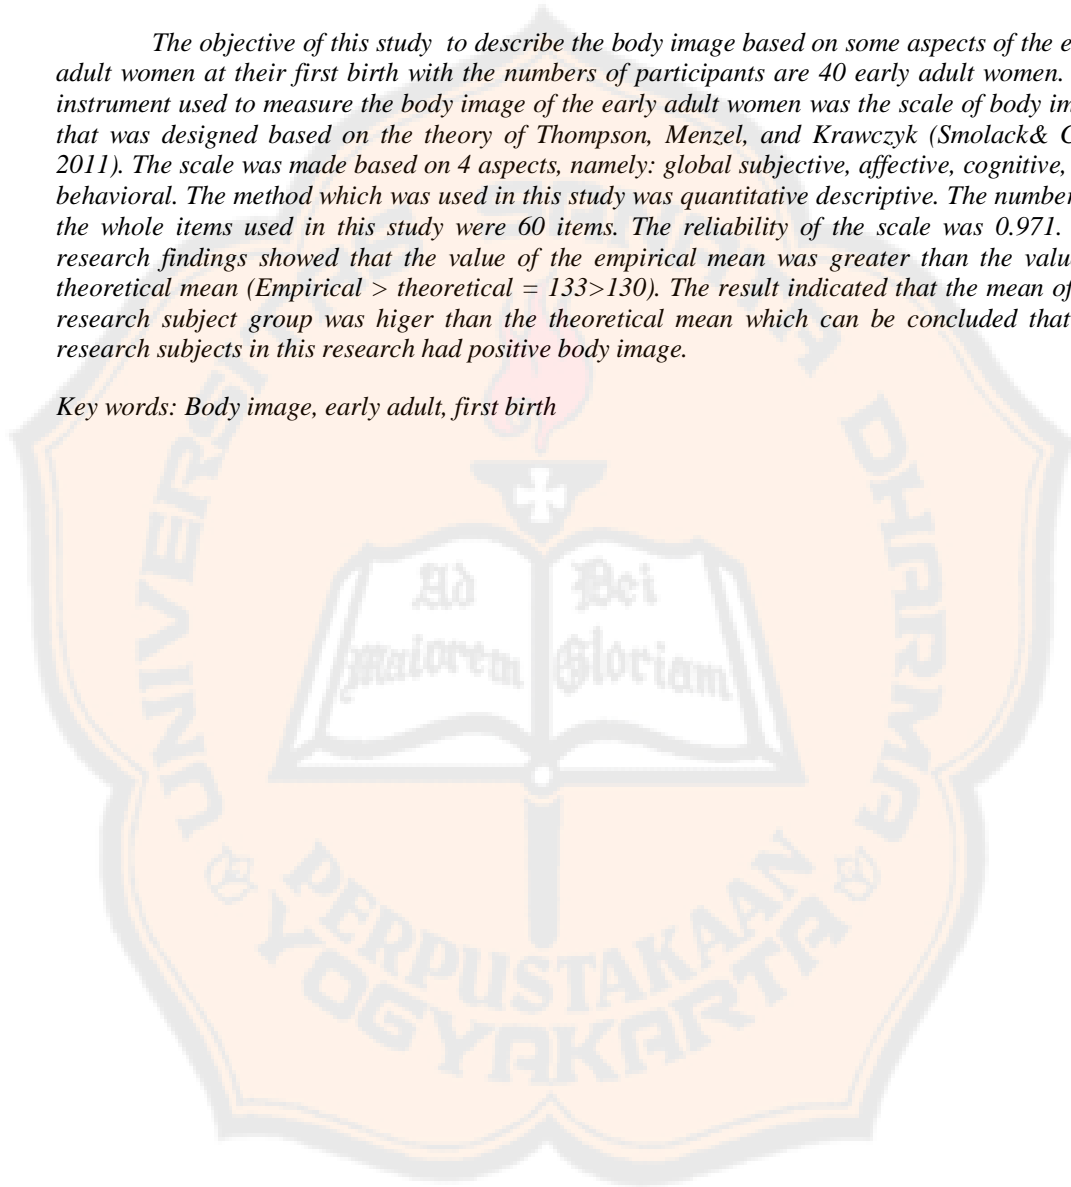 The objective of this study to describe the body image based on some aspects of the e
adult women at their first birth with the numbers of participants are 40 early adult women.
instrument used to measure the body image of the early adult women was the scale of body im
that was designed based on the theory of Thompson, Menzel, and Krawczyk (Smolack& C
2011). The scale was made based on 4 aspects, namely: global subjective, affective, cognitive,
behavioral. The method which was used in this study was quantitative descriptive. The number
the whole items used in this study were 60 items. The reliability of the scale was 0.971.
research findings showed that the value of the empirical mean was greater than the valu
theoretical mean (Empirical > theoretical = 133>130). The result indicated that the mean of
research subject group was higer than the theoretical mean which can be concluded that
research subjects in this research had positive body image.
Key words: Body image, early adult, first birth
UNIVERSITAS SANATA DHARMA
Ad Dei
maiorem Gloriam
PERPUSTAKAAN
YOGYAKARTA